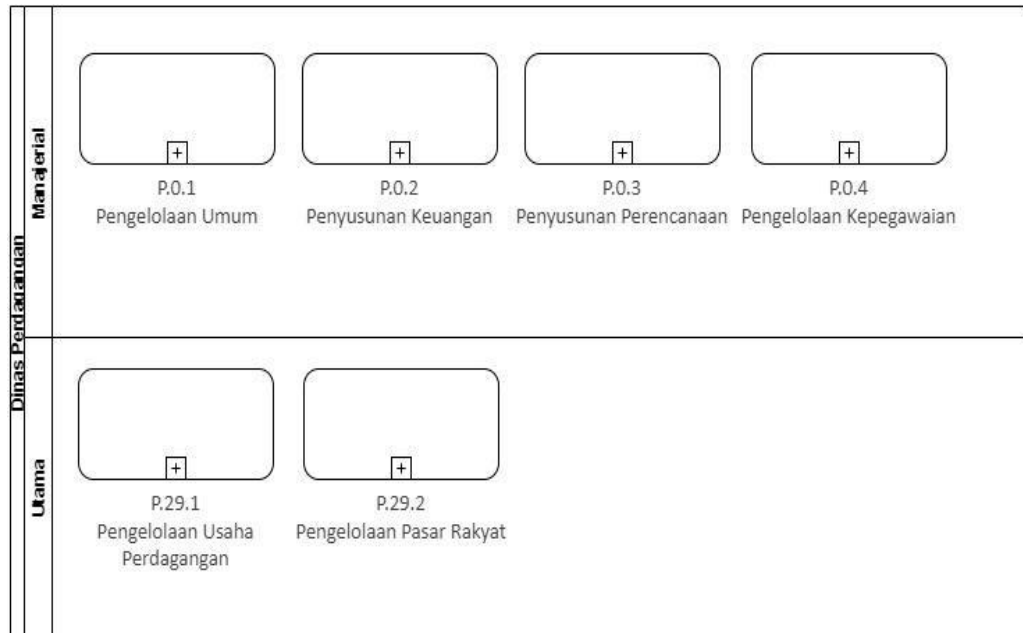 Dinas Perdagangan
Manajerial
P.0.1
Pengelolaan Umum
P.0.2
Penyusunan Keuangan
P.0.3
Penyusunan Perencanaan
P.0.4
Pengelolaan Kepegawaian
Utama
P.29.1
Pengelolaan Usaha
Perdagangan
P.29.2
Pengelolaan Pasar Rakyat